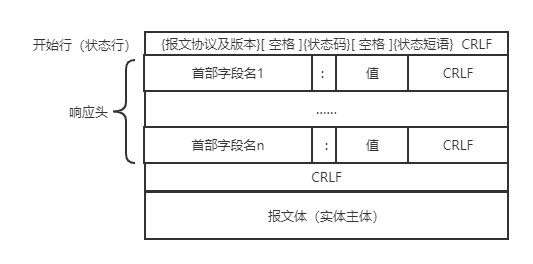 开始行（状态行） {报文协议及版本}[ 空格 ]{状态码}[ 空格 ]{状态短语} CRLF
首部字段名1 : 值 CRLF
响应头 ......
首部字段名n : 值 CRLF
CRLF
报文体（实体主体）